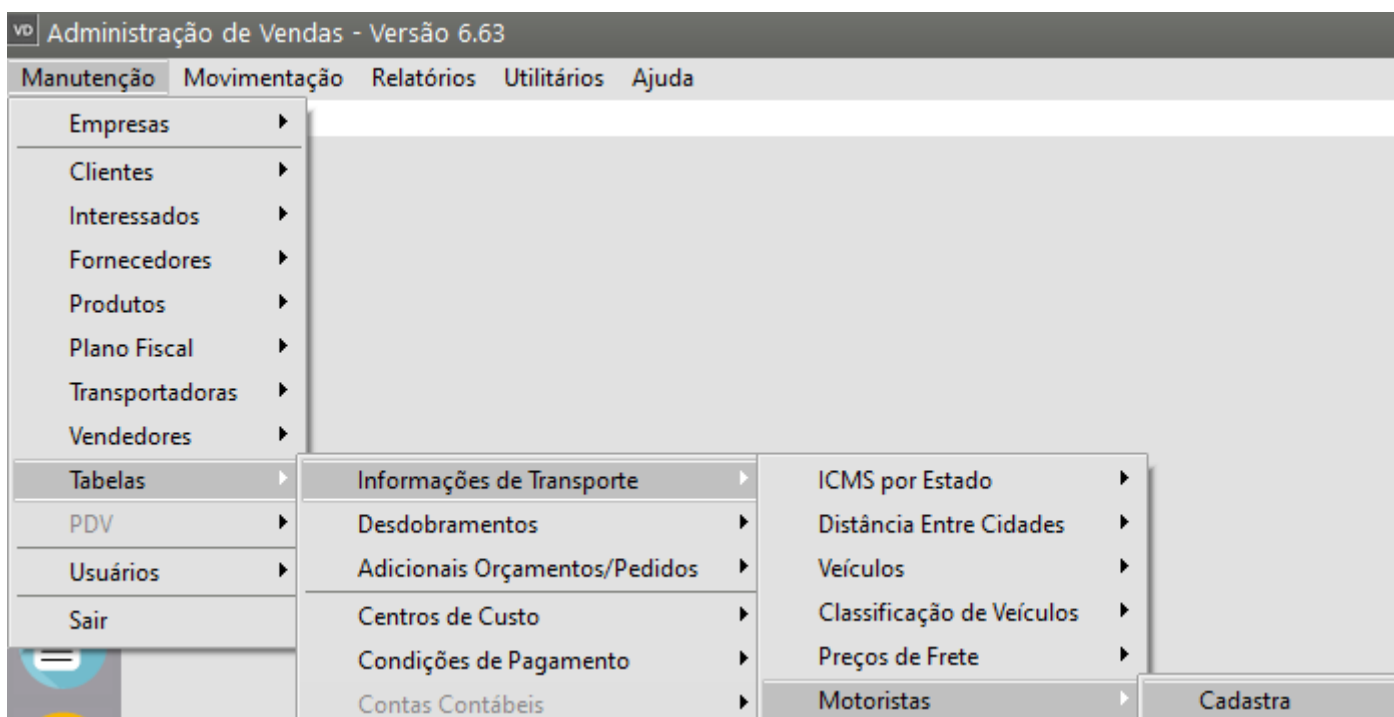 VD Administração de Vendas - Versão 6.63
Manutenção Movimentação Relatórios Utilitários Ajuda
Empresas
Clientes
Interessados
Fornecedores
Produtos
Plano Fiscal
Transportadoras
Vendedores
Tabelas
PDV
Usuários
Sair
Informações de Transporte
Desdobramentos
Adicionais Orçamentos/Pedidos
Centros de Custo
Condições de Pagamento
Contas Contábeis
ICMS por Estado
Distância Entre Cidades
Veículos
Classificação de Veículos
Preços de Frete
Motoristas
Cadastra